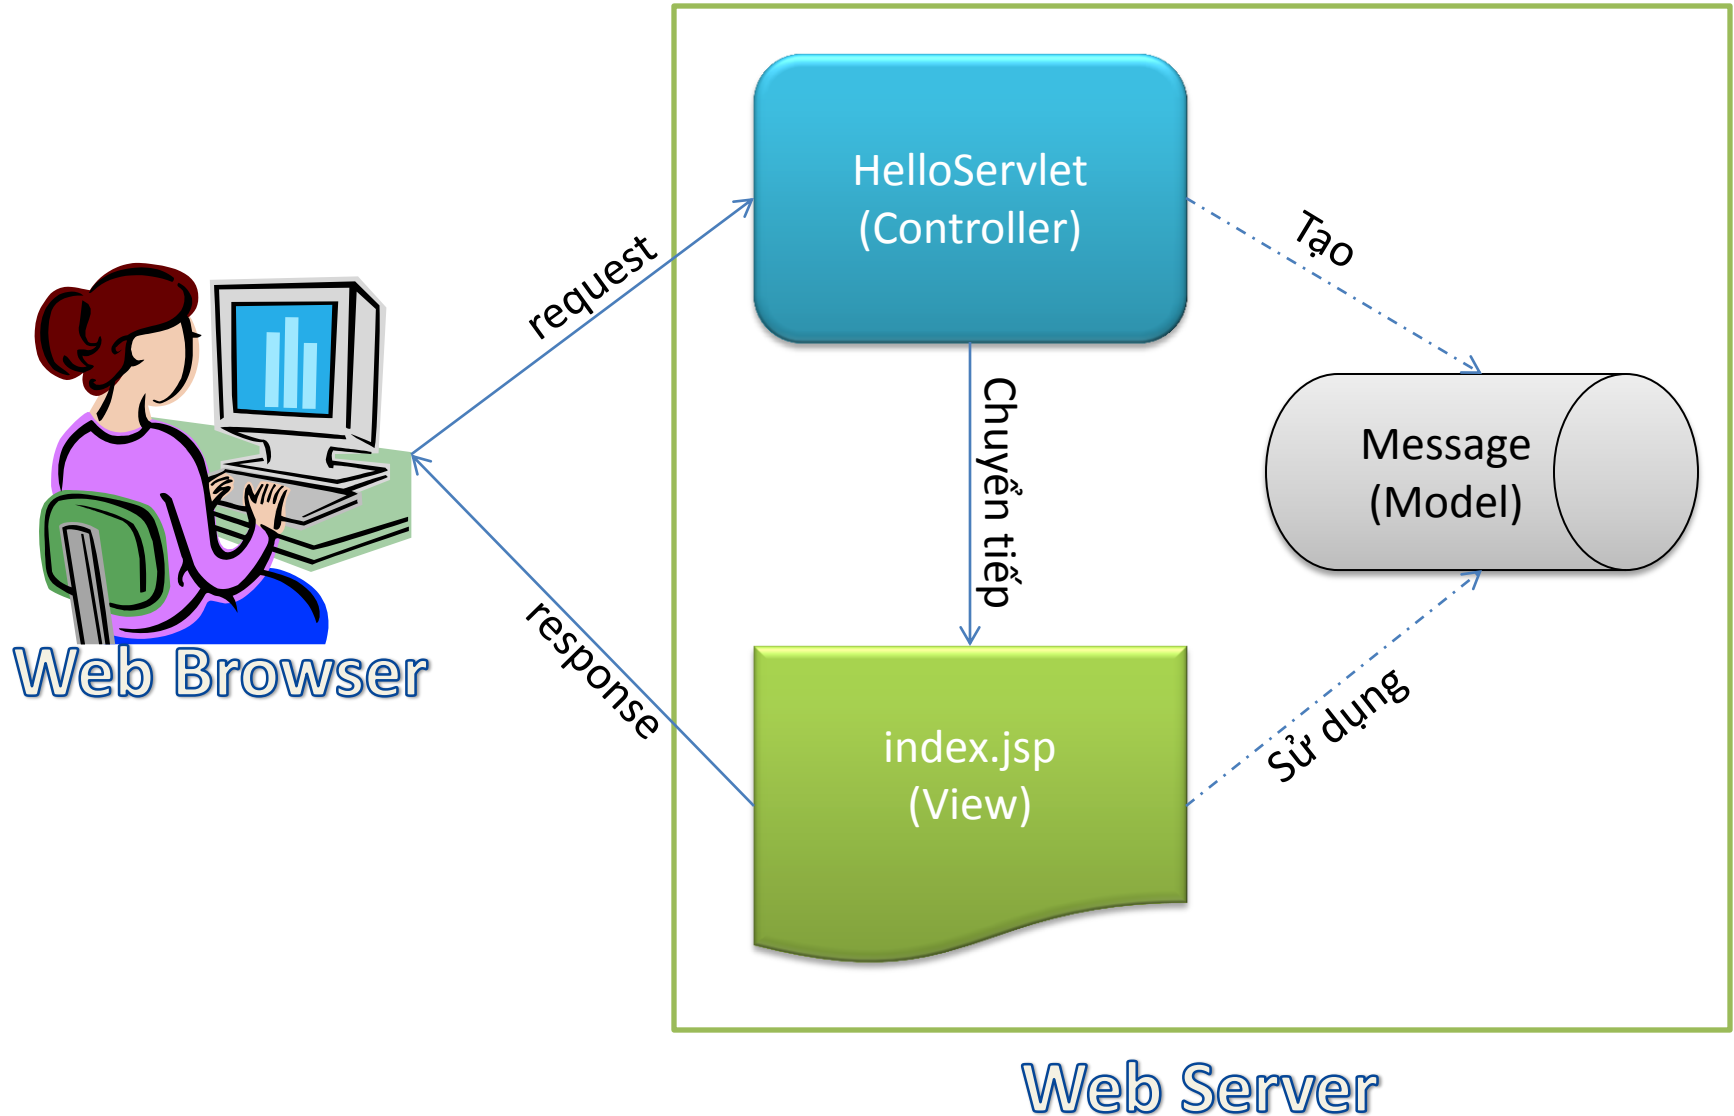 HelloServlet
(Controller)
Tạo
request
Chuyển tiếp
Message
(Model)
Web Browser
response
Sử dụng
index.jsp
(View)
Web Server